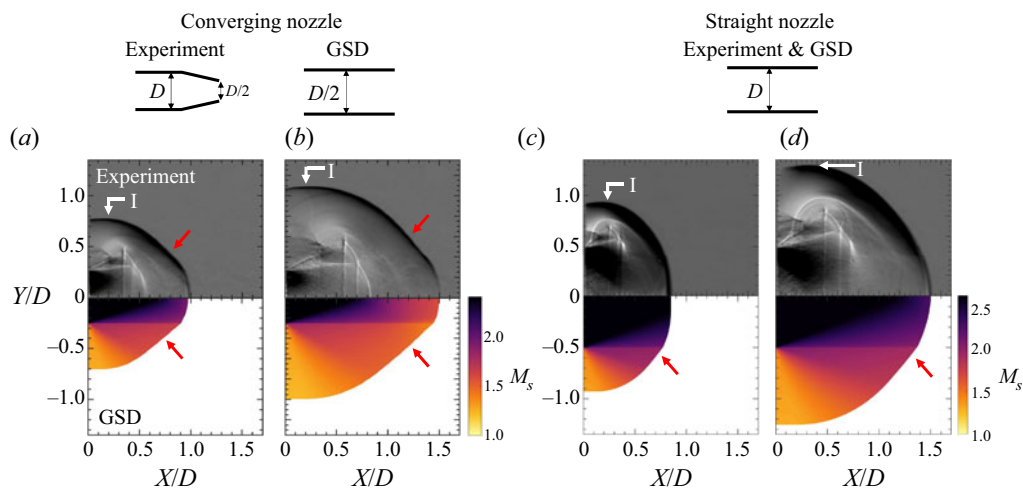 Converging nozzle
Straight nozzle
Experiment
GSD
Experiment & GSD
D
D/2
D/2
D
(a)
(b)
(c)
(d)
Experiment
I
I
I
I
1.0
0.5
Y/D
0
–0.5
–1.0
GSD
2.0
1.5
1.0
Ms
2.5
2.0
1.5
1.0
Ms
0 0.5 1.0 1.5
0 0.5 1.0 1.5
0 0.5 1.0 1.5
0 0.5 1.0 1.5
X/D
X/D
X/D
X/D